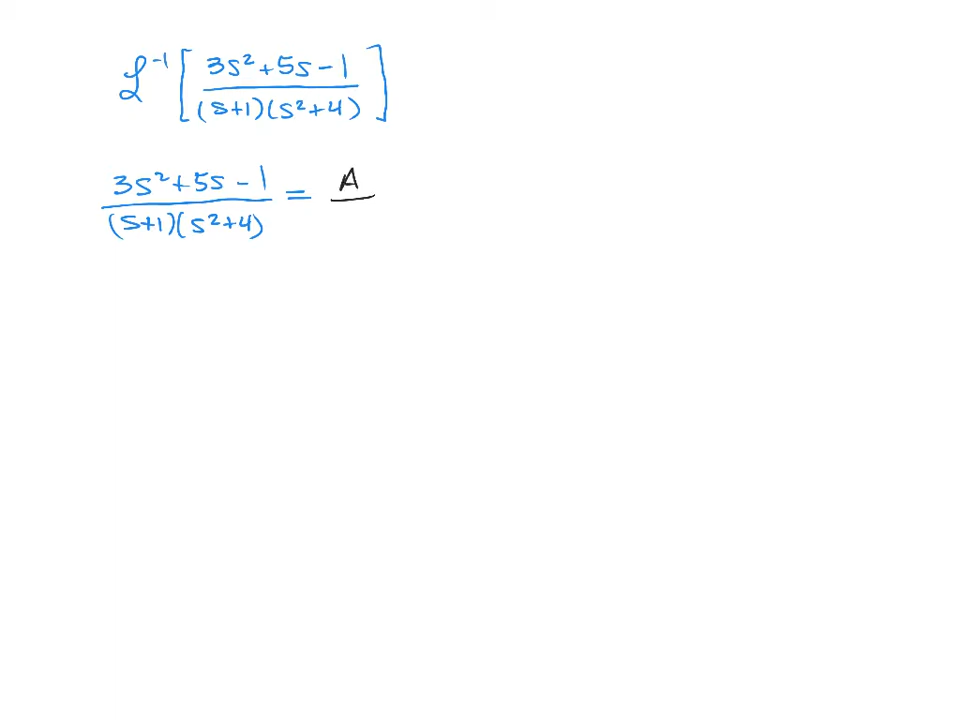 ℒ⁻¹ [ (3s² + 5s − 1) / ((s+1)(s²+4)) ]
(3s² + 5s − 1) / ((s+1)(s²+4)) = A /